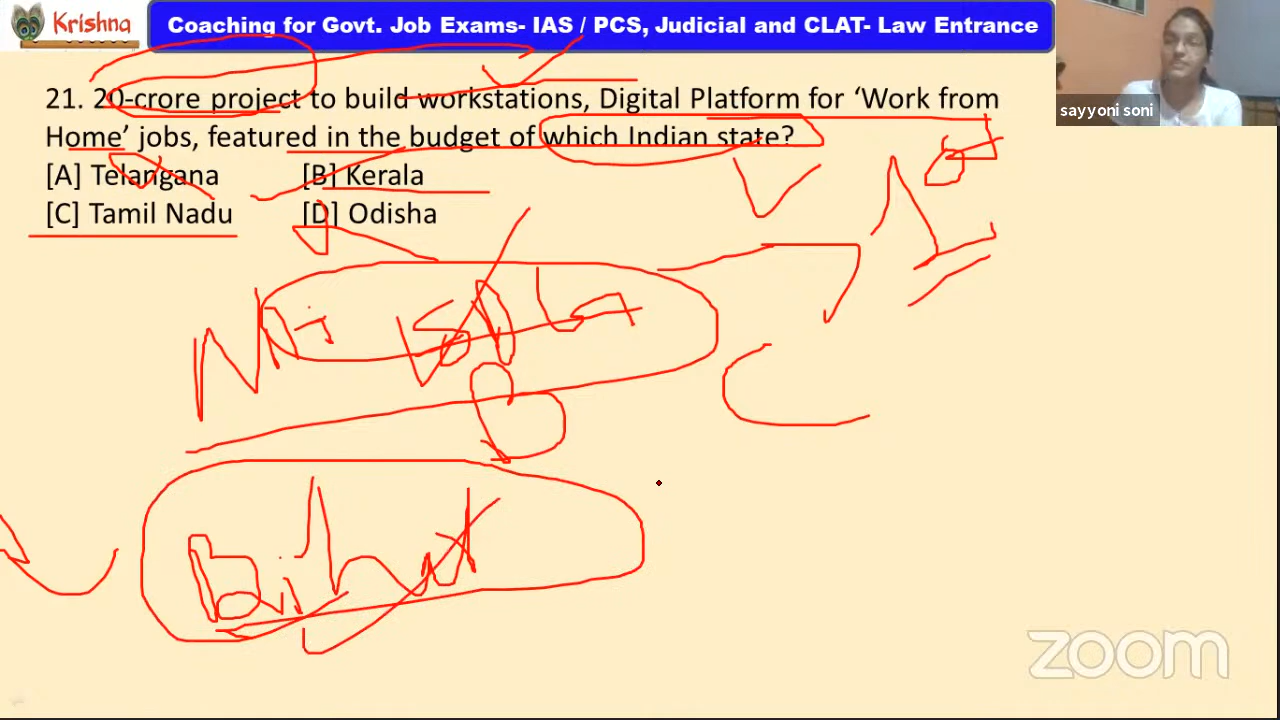 Krishna
Coaching for Govt. Job Exams- IAS / PCS, Judicial and CLAT- Law Entrance
sayyoni soni
21. 20-crore project to build workstations, Digital Platform for ‘Work from
Home’ jobs, featured in the budget of which Indian state?
[A] Telangana [B] Kerala
[C] Tamil Nadu [D] Odisha
zoom